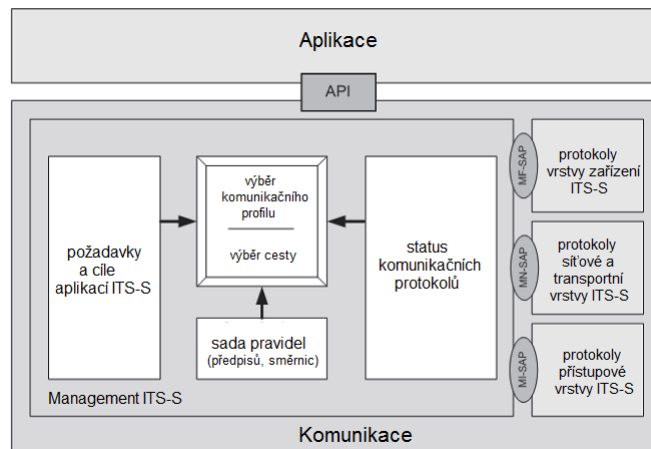 Aplikace
API
požadavky
a cíle
aplikací ITS-S
výběr
komunikačního
profilu
výběr cesty
sada pravidel
(předpisů, směrnic)
status
komunikačních
protokolů
Management ITS-S
MF-SAP
protokoly
vrstvy zařízení
ITS-S
MN-SAP
protokoly
síťové a
transportní
vrstvy ITS-S
MI-SAP
protokoly
přístupové
vrstvy ITS-S
Komunikace